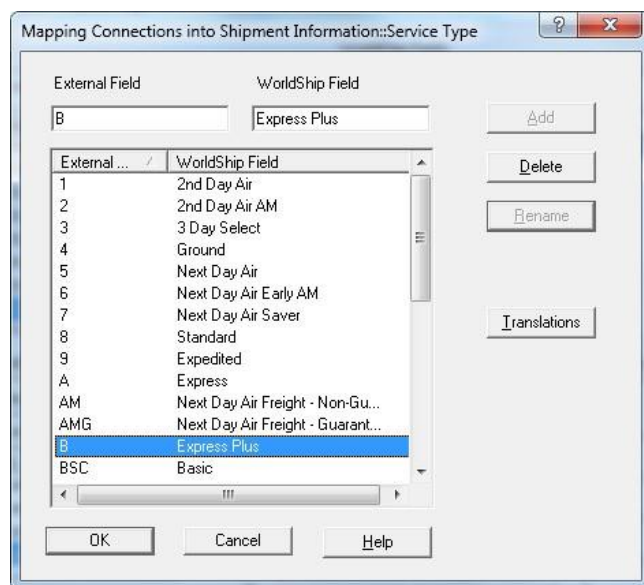 Mapping Connections into Shipment Information::Service Type
External Field WorldShip Field
B Express Plus Add
External ... WorldShip Field Delete
1 2nd Day Air
2 2nd Day Air AM
3 3 Day Select Rename
4 Ground
5 Next Day Air
6 Next Day Air Early AM
7 Next Day Air Saver Translations
8 Standard
9 Expedited
A Express
AM Next Day Air Freight - Non-Gu...
AMG Next Day Air Freight - Guarant...
B Express Plus
BSC Basic
OK Cancel Help